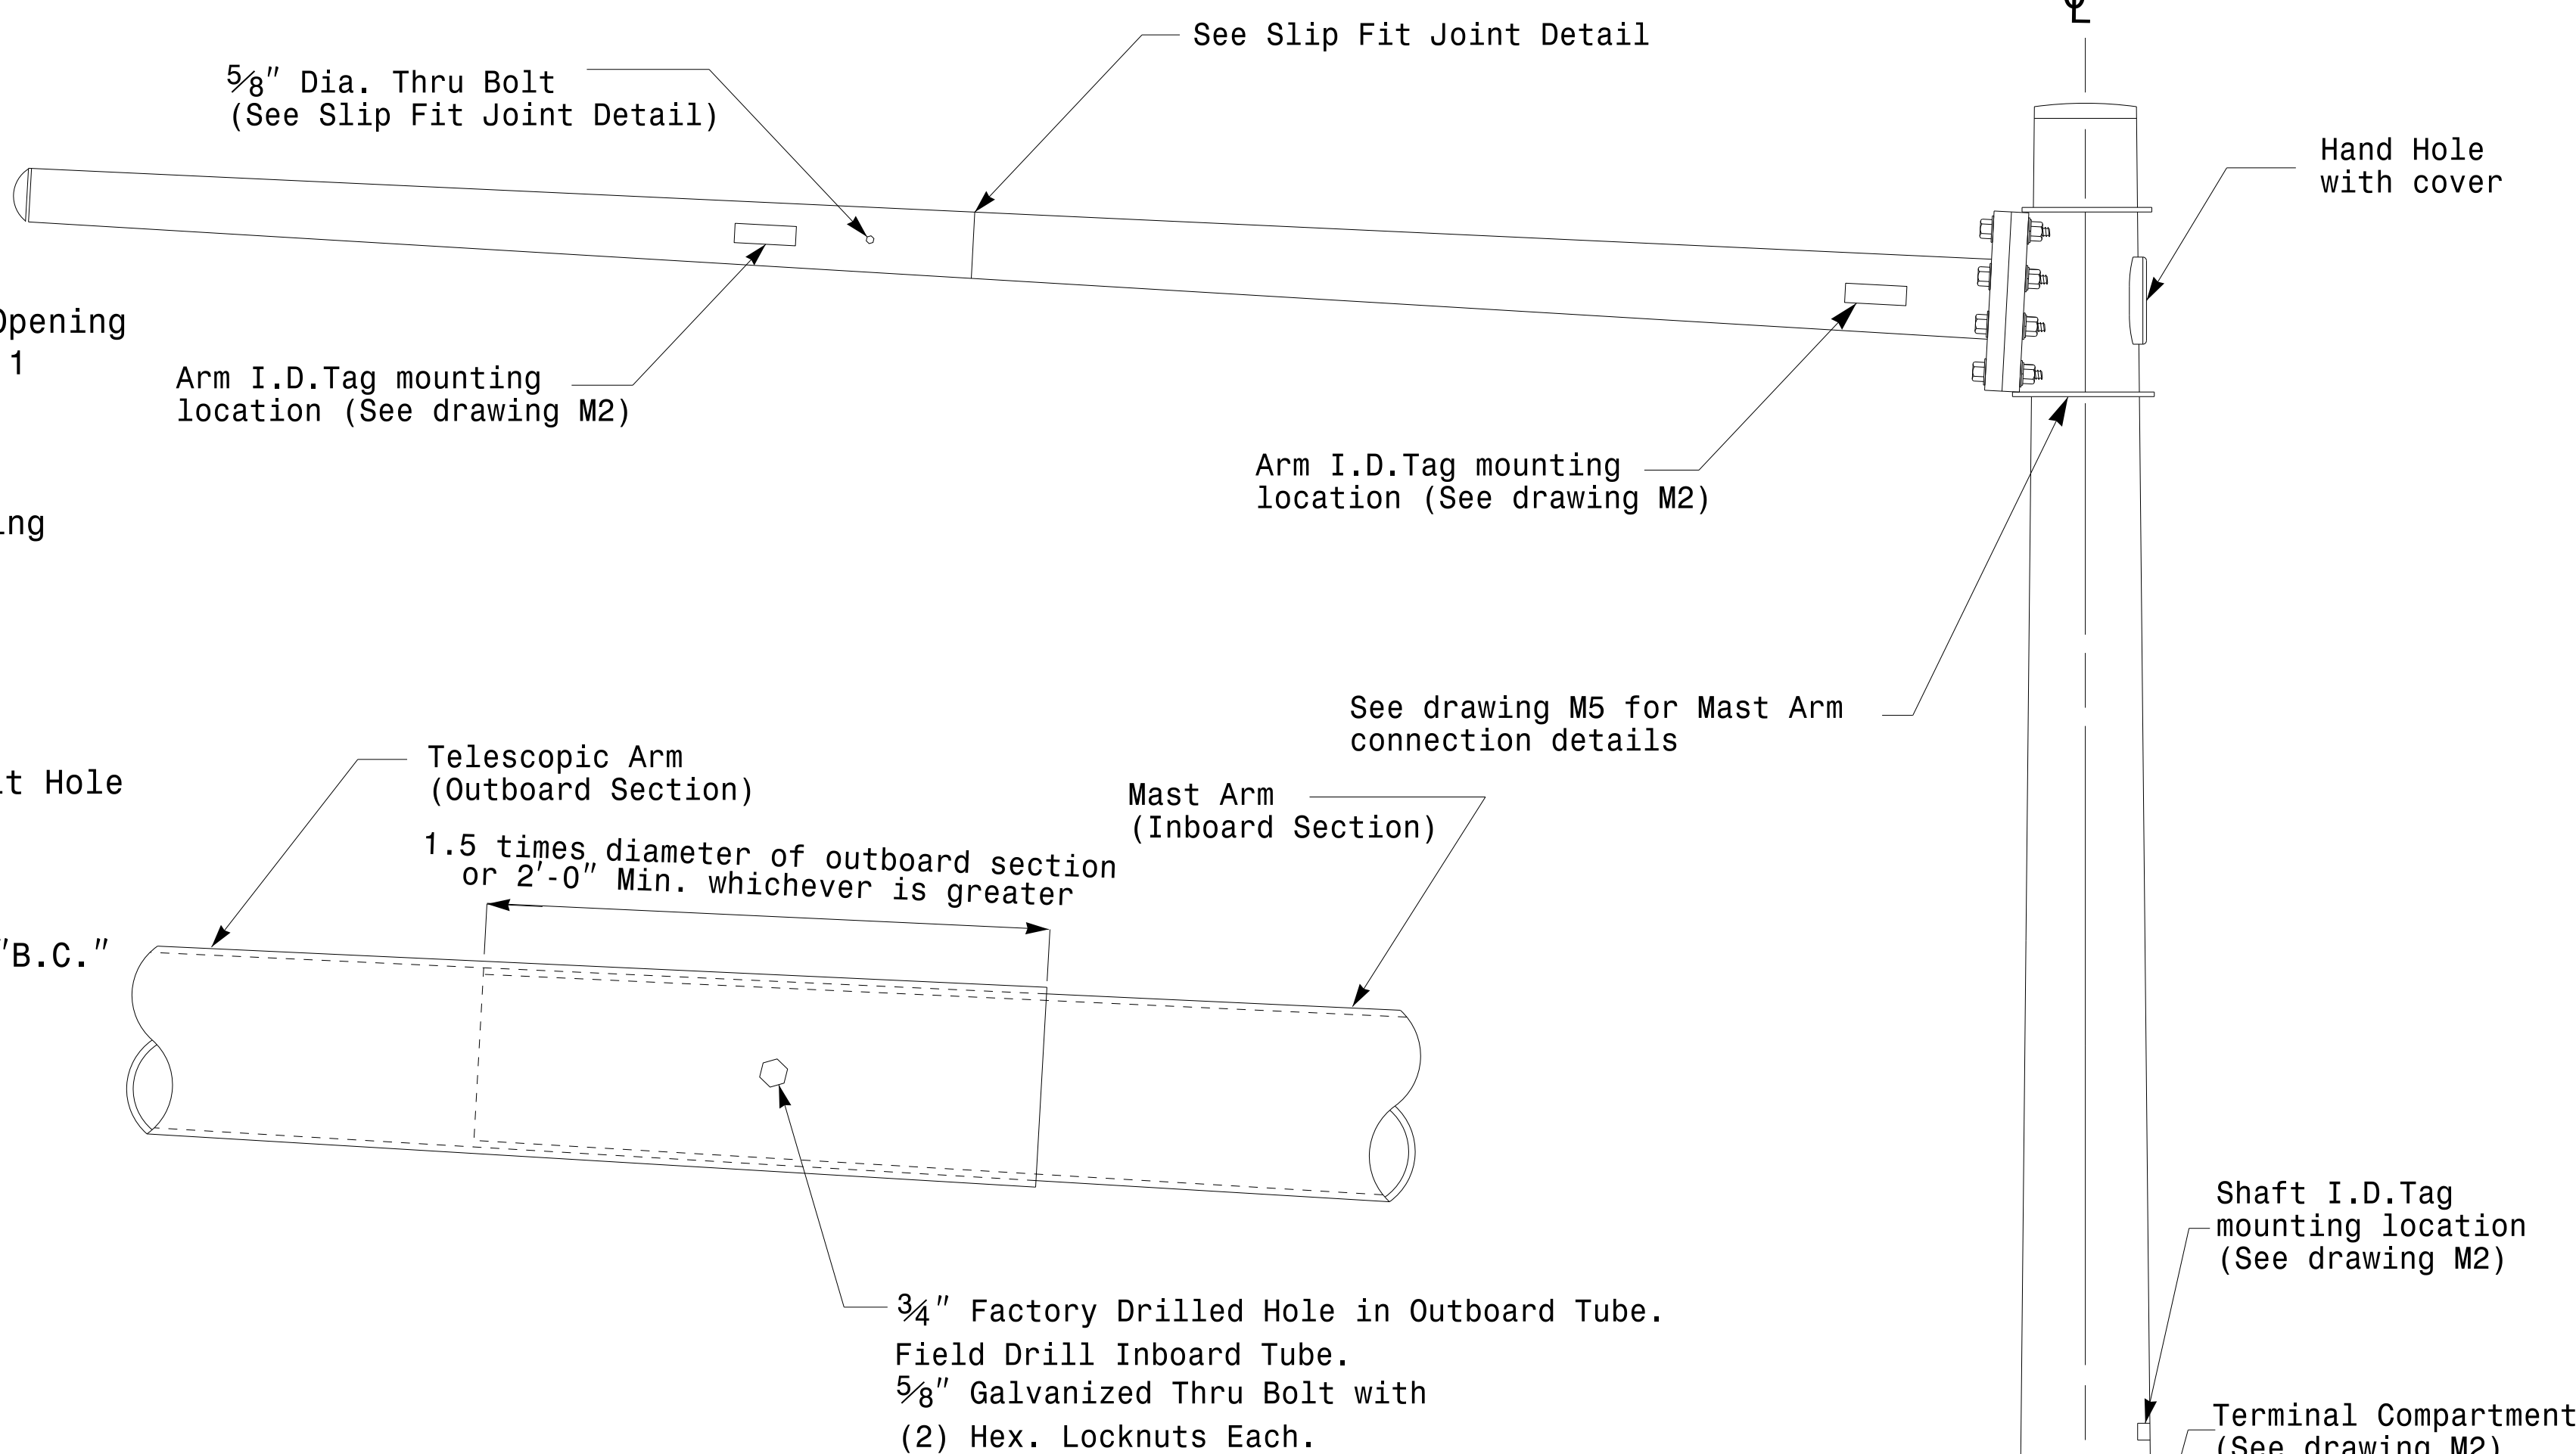 ℄
See Slip Fit Joint Detail
5/8" Dia. Thru Bolt
(See Slip Fit Joint Detail)
Hand Hole
with cover
Opening
1
Arm I.D.Tag mounting
location (See drawing M2)
Arm I.D.Tag mounting
location (See drawing M2)
See drawing M5 for Mast Arm
connection details
Telescopic Arm
(Outboard Section)
Hole
Mast Arm
(Inboard Section)
1.5 times diameter of outboard section
or 2'-0" Min. whichever is greater
"B.C."
Shaft I.D.Tag
mounting location
(See drawing M2)
3/4" Factory Drilled Hole in Outboard Tube.
Field Drill Inboard Tube.
5/8" Galvanized Thru Bolt with
(2) Hex. Locknuts Each.
Terminal Compartment
(See drawing M2)